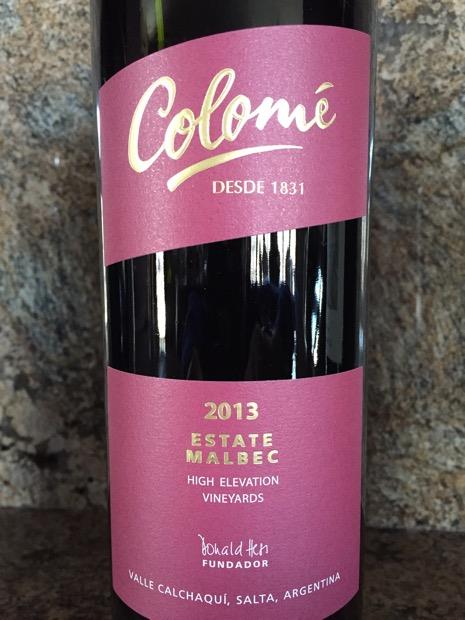 Colomé
DESDE 1831
2013
ESTATE
MALBEC
HIGH ELEVATION
VINEYARDS
Donald Hess
FUNDADOR
VALLE CALCHAQUÍ, SALTA, ARGENTINA